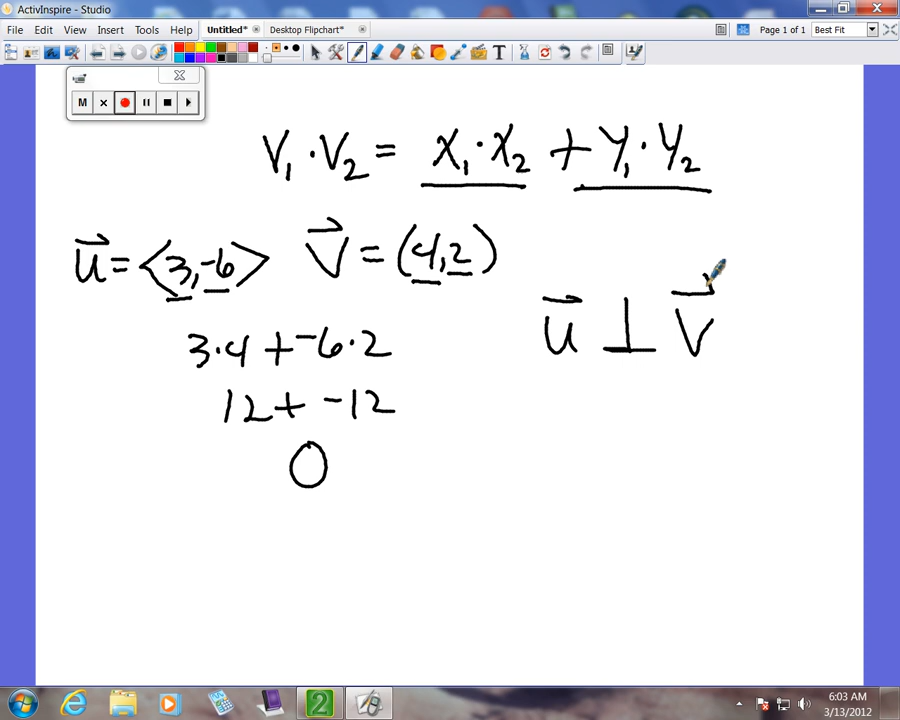 ActivInspire - Studio
File Edit View Insert Tools Help Untitled* Desktop Flipchart* Page 1 of 1 Best Fit
M
V₁ · V₂ = X₁ · X₂ + Y₁ · Y₂
u⃗ = <3, -6> V⃗ = (4, 2)
u⃗ ⊥ V⃗
3 · 4 + -6 · 2
12 + -12
0
2
6:03 AM
3/13/2012